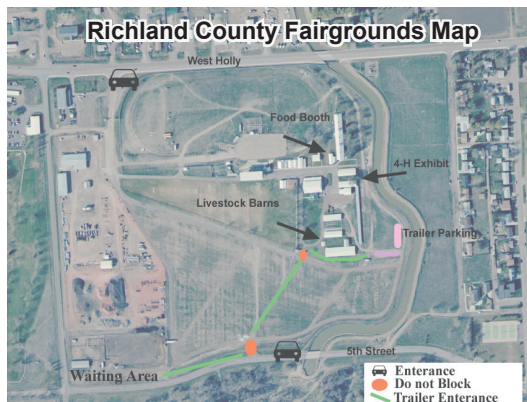 Richland County Fairgrounds Map
West Holly
Food Booth
4-H Exhibit
Livestock Barns
Trailer Parking
5th Street
Waiting Area
Enterance
Do not Block
Trailer Enterance